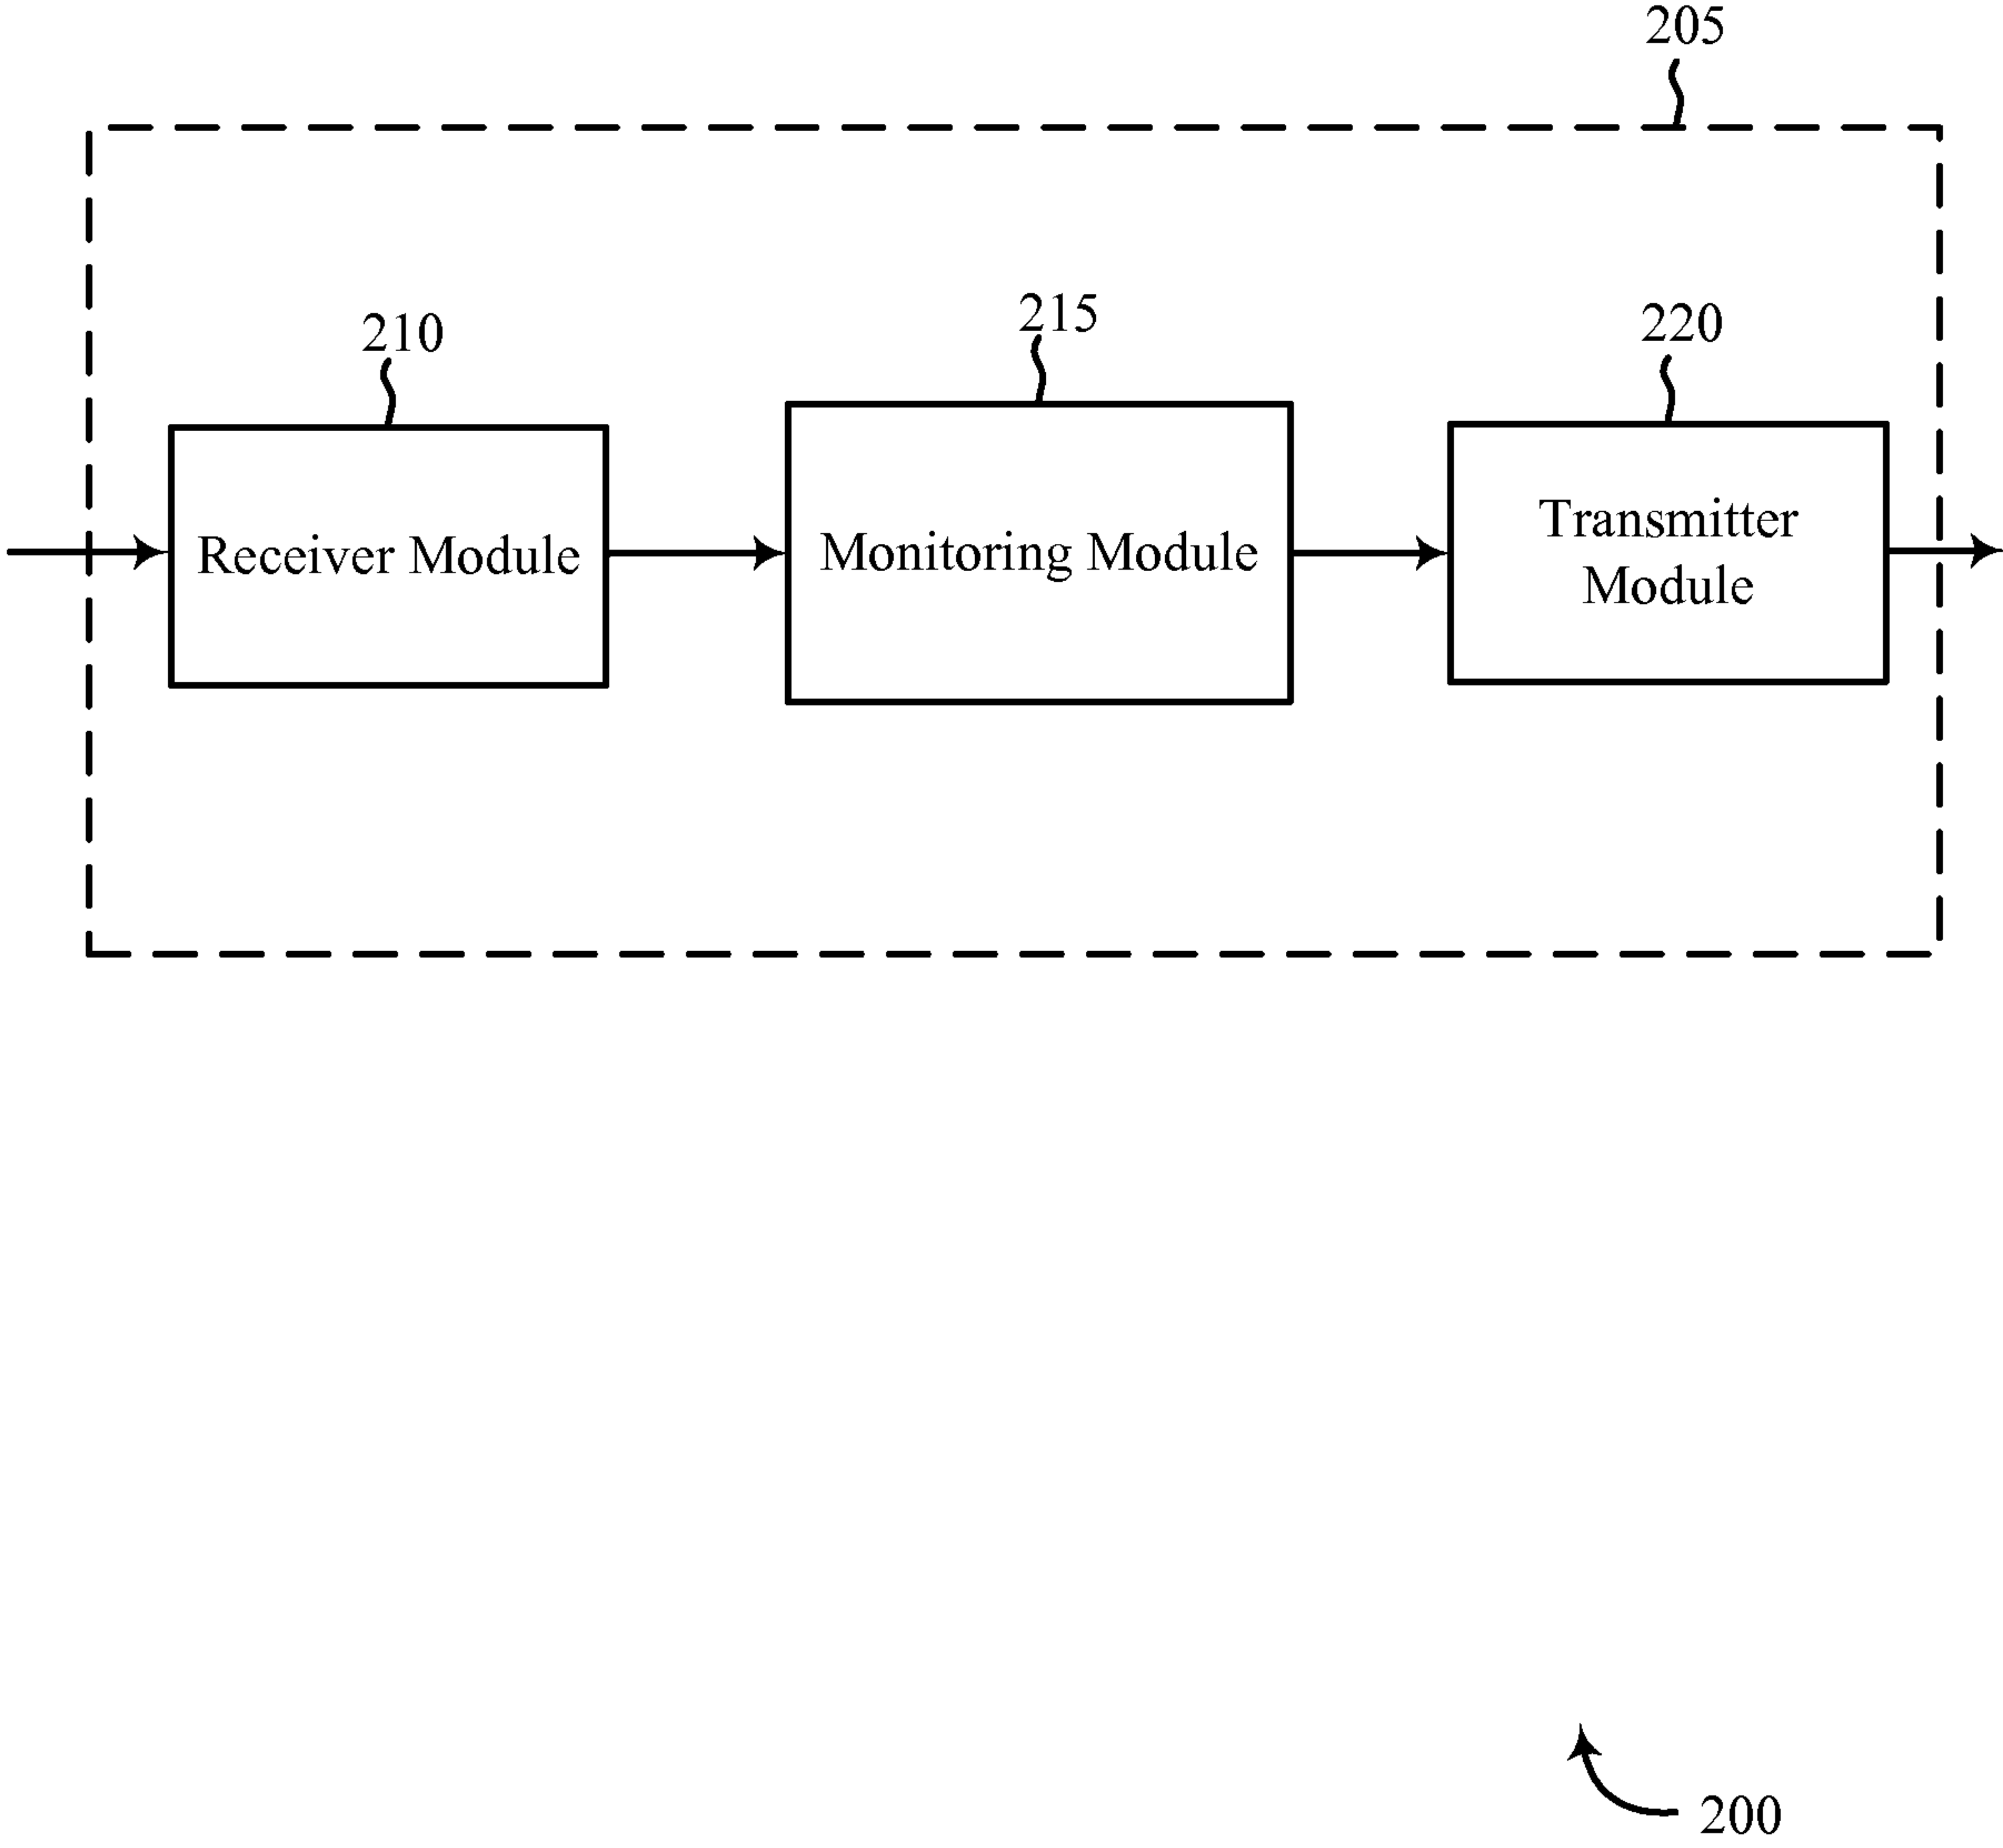 205
210
215
220
Receiver Module
Monitoring Module
Transmitter
Module
200